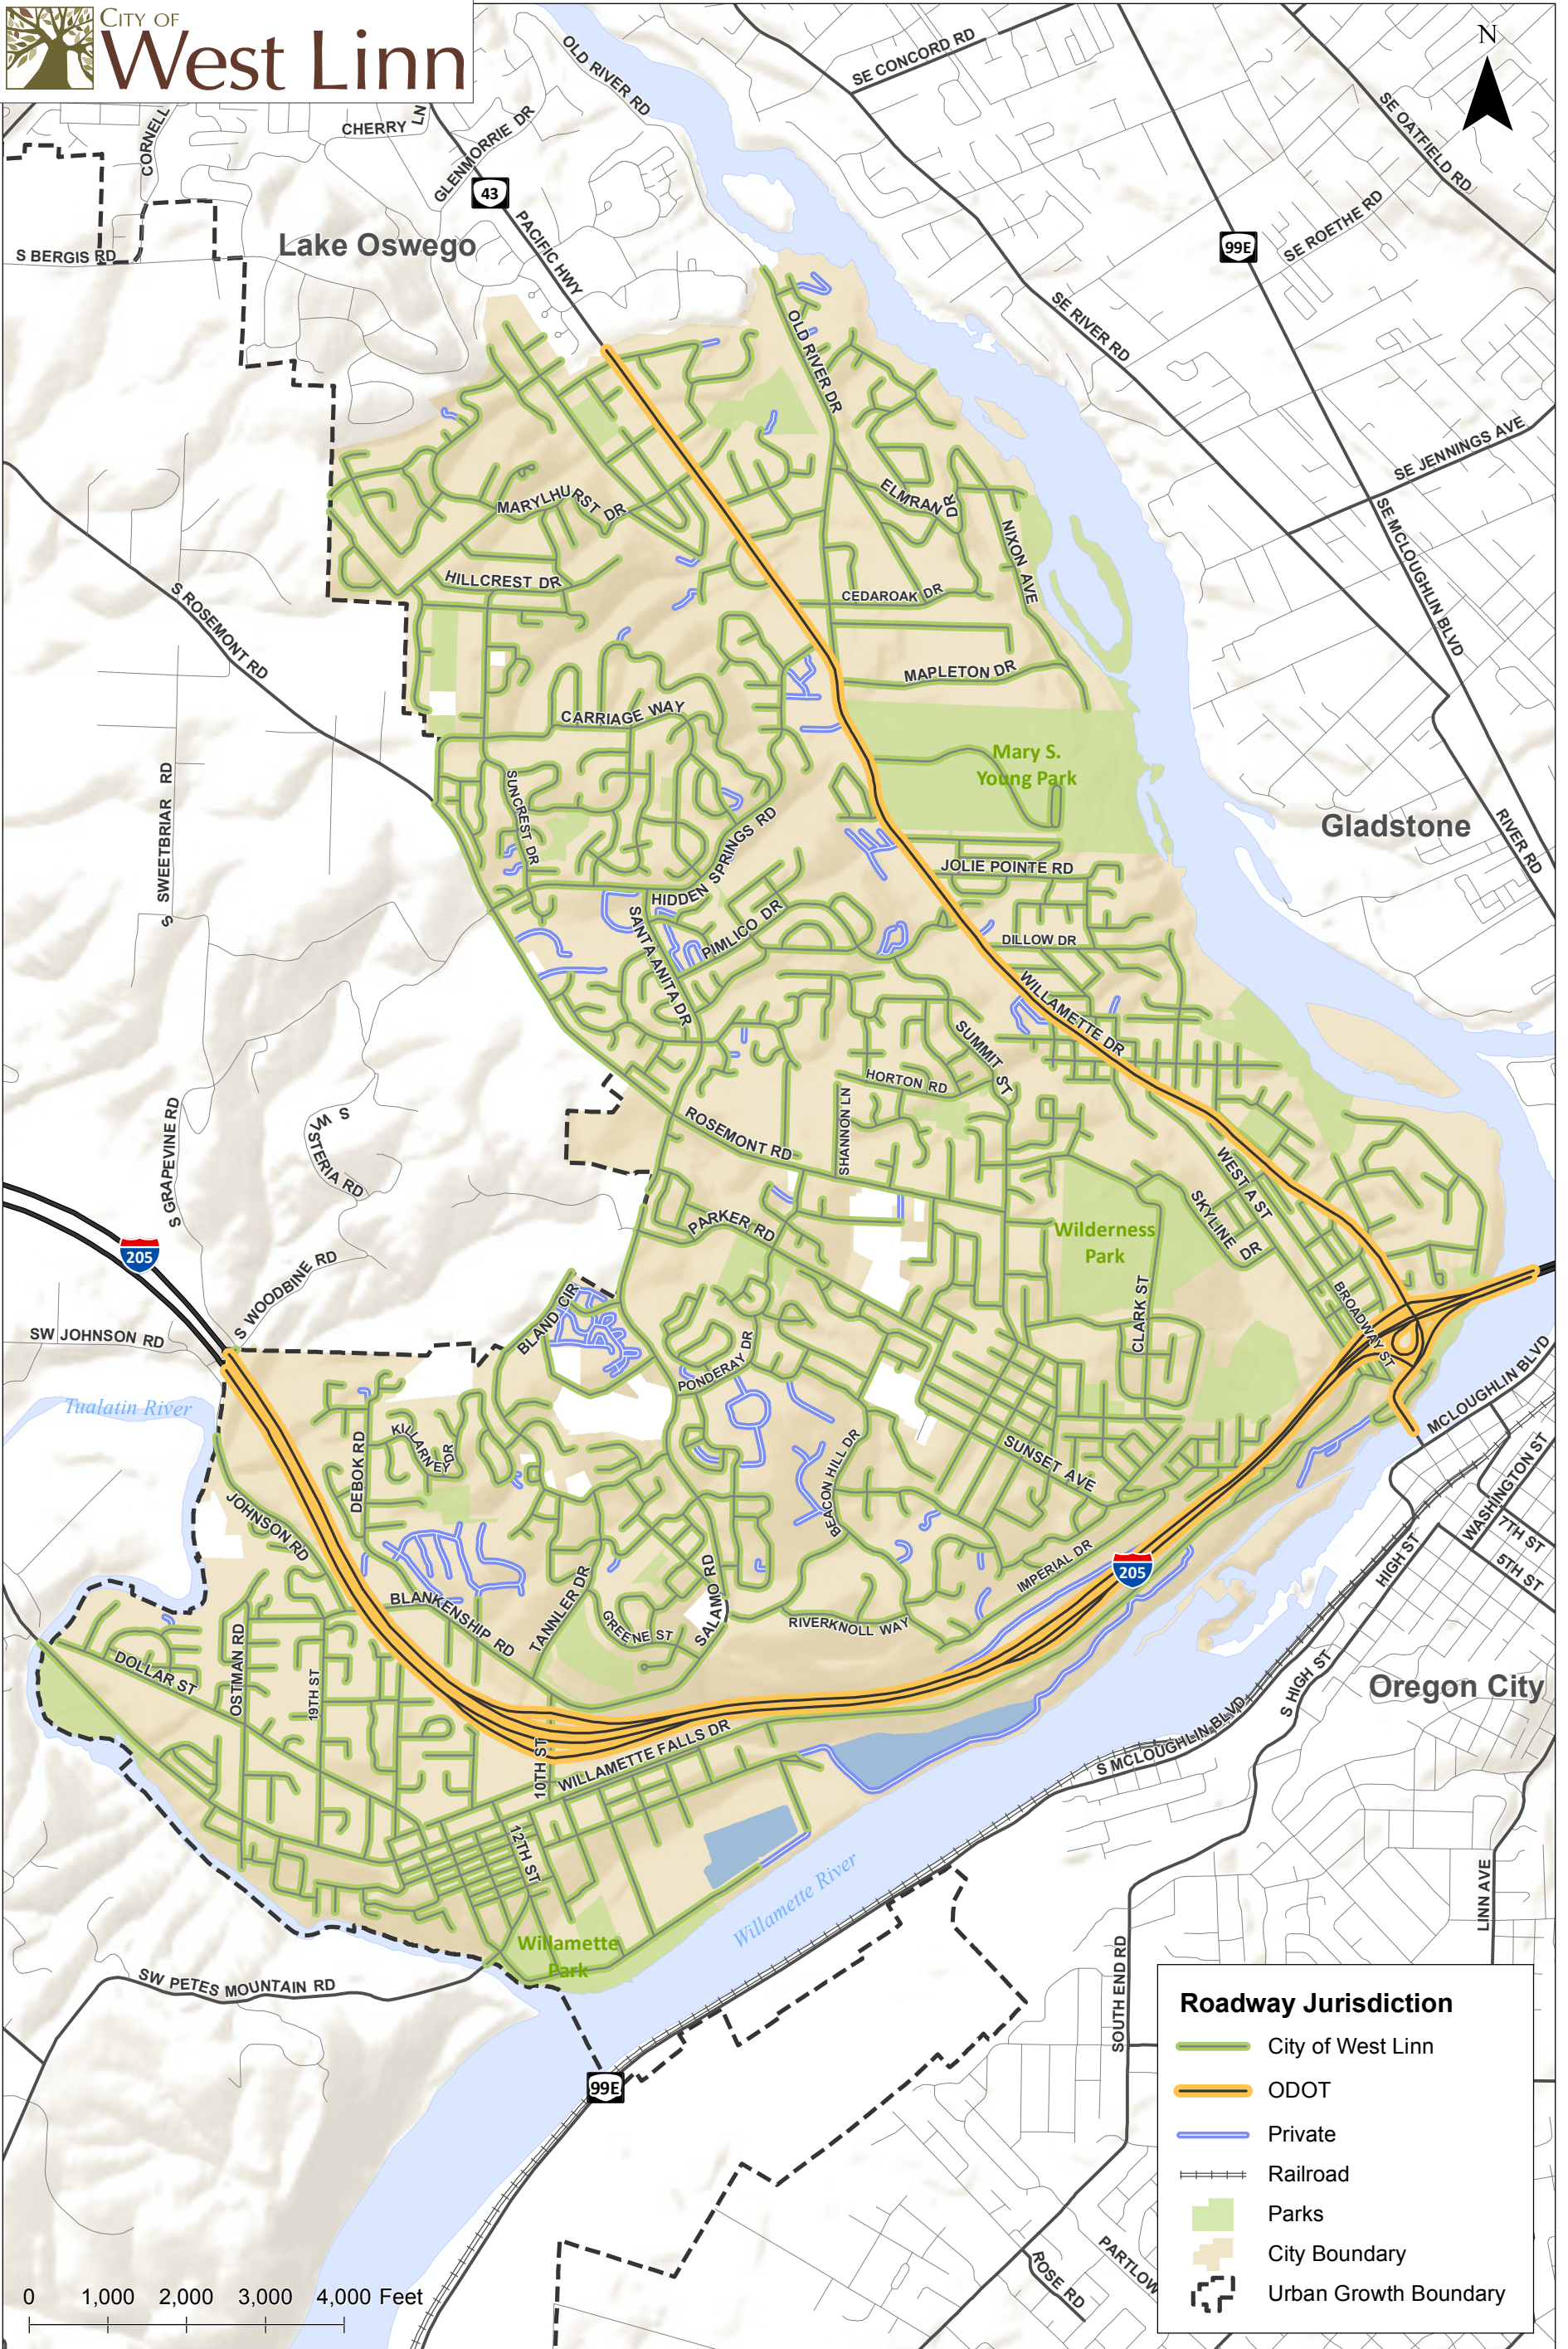 CITY OF
West Linn
N
OLD RIVER RD
SE CONCORD RD
SE OATFIELD RD
CORNELL
CHERRY LN
GLENMORRIE DR
43
PACIFIC HWY
Lake Oswego
S BERGIS RD
99E
SE ROETHE RD
SE RIVER RD
OLD RIVER DR
SE JENNINGS AVE
SE MCLOUGHLIN BLVD
MARYLHURST DR
ELMRAN DR
NIXON AVE
HILLCREST DR
CEDAROAK DR
S ROSEMONT RD
MAPLETON DR
CARRIAGE WAY
Mary S.
Young Park
SUNCREST DR
S SWEETBRIAR RD
HIDDEN SPRINGS RD
Gladstone
RIVER RD
JOLIE POINTE RD
SANTA ANITA DR
PIMLICO DR
DILLOW DR
WILLAMETTE DR
SUMMIT ST
HORTON RD
SHANNON LN
ROSEMONT RD
S WISTERIA RD
S GRAPEVINE RD
WEST A ST
SKYLINE DR
PARKER RD
Wilderness
Park
205
S WOODBINE RD
SW JOHNSON RD
BLAND CIR
CLARK ST
BROADWAY ST
PONDERAY DR
MCLOUGHLIN BLVD
Tualatin River
KILLARNEY DR
DEBOK RD
BEACON HILL DR
SUNSET AVE
WASHINGTON ST
7TH ST
5TH ST
HIGH ST
JOHNSON RD
IMPERIAL DR
205
BLANKENSHIP RD
TANNLER DR
GREENE ST
SALAMO RD
RIVERKNOLL WAY
DOLLAR ST
OSTMAN RD
19TH ST
Oregon City
S HIGH ST
S MCLOUGHLIN BLVD
10TH ST
WILLAMETTE FALLS DR
12TH ST
Willamette River
LINN AVE
SOUTH END RD
Willamette
Park
SW PETES MOUNTAIN RD
99E
ROSE RD
PARTLOW
Roadway Jurisdiction
City of West Linn
ODOT
Private
Railroad
Parks
City Boundary
Urban Growth Boundary
0 1,000 2,000 3,000 4,000 Feet